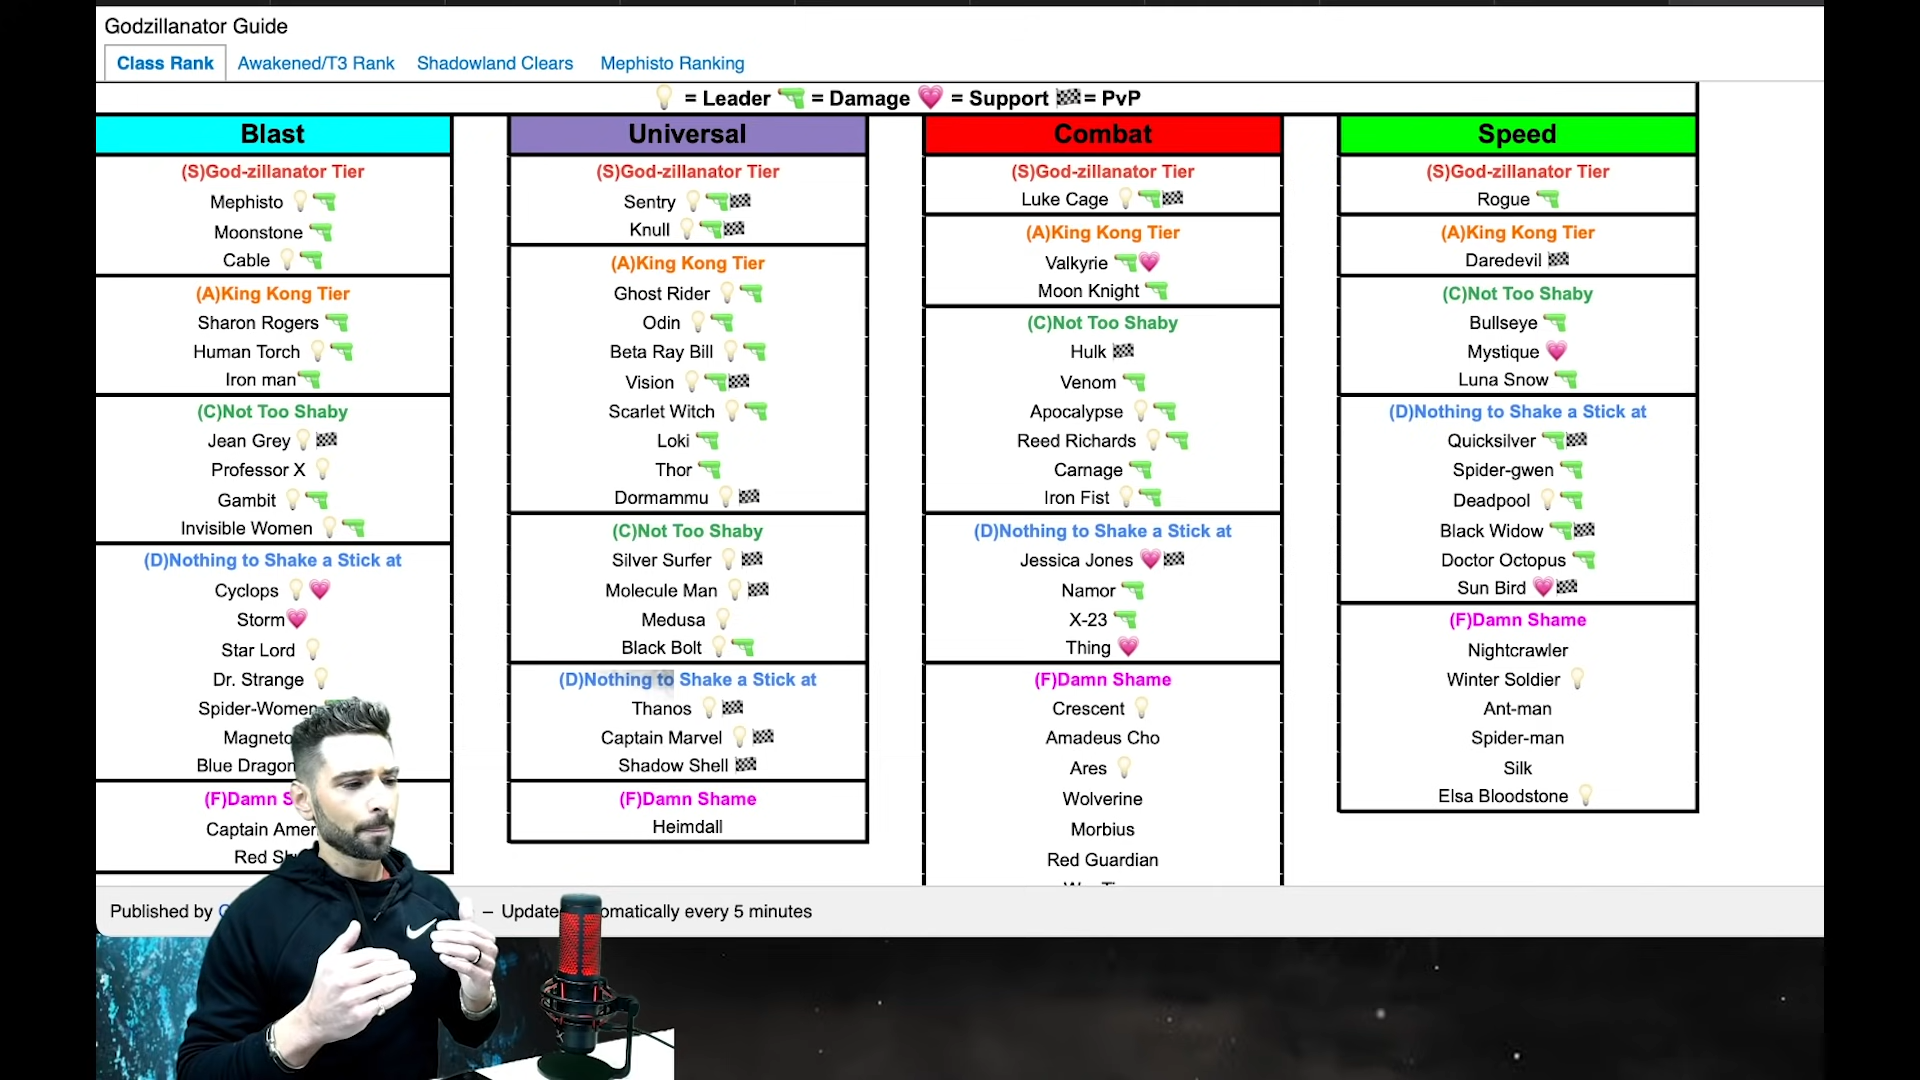 Godzillanator Guide
Class Rank Awakened/T3 Rank Shadowland Clears Mephisto Ranking
= Leader = Damage = Support = PvP
Blast
(S)God-zillanator Tier
Mephisto
Moonstone
Cable
(A)King Kong Tier
Sharon Rogers
Human Torch
Iron man
(C)Not Too Shaby
Jean Grey
Professor X
Gambit
Invisible Women
(D)Nothing to Shake a Stick at
Cyclops
Storm
Star Lord
Dr. Strange
Spider-Women
Magneto
Blue Dragon
(F)Damn
Captain
Red
Universal
(S)God-zillanator Tier
Sentry
Knull
(A)King Kong Tier
Ghost Rider
Odin
Beta Ray Bill
Vision
Scarlet Witch
Loki
Thor
Dormammu
(C)Not Too Shaby
Silver Surfer
Molecule Man
Medusa
Black Bolt
(D)Nothing to Shake a Stick at
Thanos
Captain Marvel
Shadow Shell
(F)Damn Shame
Heimdall
Combat
(S)God-zillanator Tier
Luke Cage
(A)King Kong Tier
Valkyrie
Moon Knight
(C)Not Too Shaby
Hulk
Venom
Apocalypse
Reed Richards
Carnage
Iron Fist
(D)Nothing to Shake a Stick at
Jessica Jones
Namor
X-23
Thing
(F)Damn Shame
Crescent
Amadeus Cho
Ares
Wolverine
Morbius
Red Guardian
Speed
(S)God-zillanator Tier
Rogue
(A)King Kong Tier
Daredevil
(C)Not Too Shaby
Bullseye
Mystique
Luna Snow
(D)Nothing to Shake a Stick at
Quicksilver
Spider-gwen
Deadpool
Black Widow
Doctor Octopus
Sun Bird
(F)Damn Shame
Nightcrawler
Winter Soldier
Ant-man
Spider-man
Silk
Elsa Bloodstone
Published by – every 5 minutes